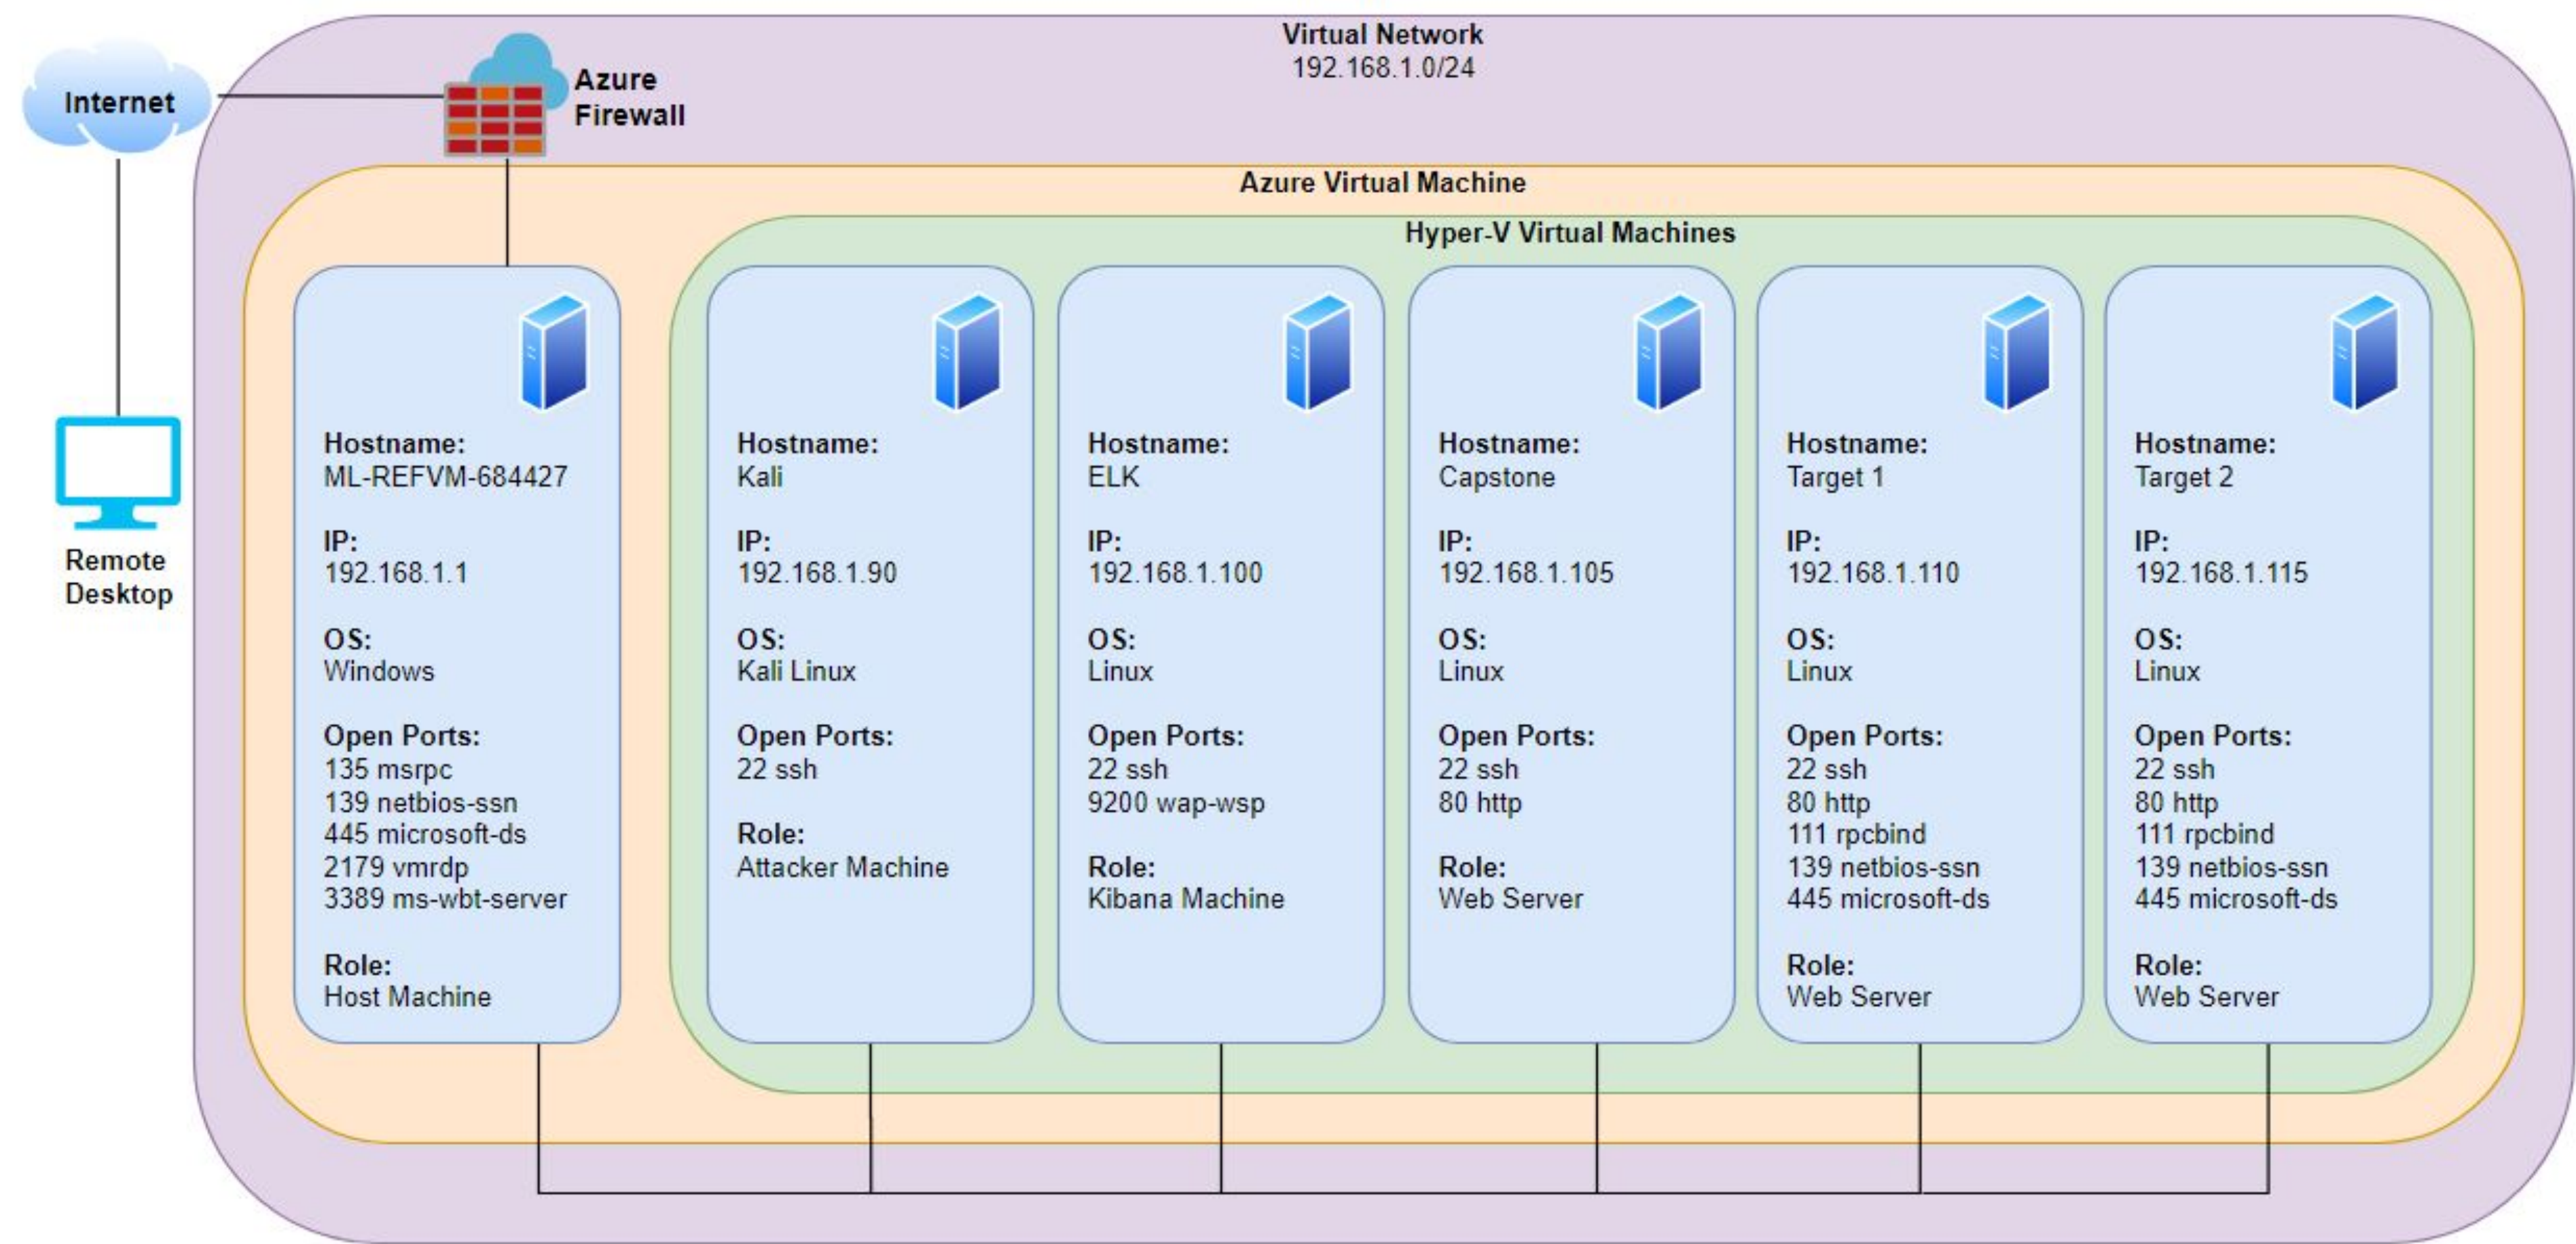 Virtual Network
192.168.1.0/24
Internet
Azure
Firewall
Remote
Desktop
Azure Virtual Machine
Hyper-V Virtual Machines
Hostname:
ML-REFVM-684427
IP:
192.168.1.1
OS:
Windows
Open Ports:
135 msrpc
139 netbios-ssn
445 microsoft-ds
2179 vmrdp
3389 ms-wbt-server
Role:
Host Machine
Hostname:
Kali
IP:
192.168.1.90
OS:
Kali Linux
Open Ports:
22 ssh
Role:
Attacker Machine
Hostname:
ELK
IP:
192.168.1.100
OS:
Linux
Open Ports:
22 ssh
9200 wap-wsp
Role:
Kibana Machine
Hostname:
Capstone
IP:
192.168.1.105
OS:
Linux
Open Ports:
22 ssh
80 http
Role:
Web Server
Hostname:
Target 1
IP:
192.168.1.110
OS:
Linux
Open Ports:
22 ssh
80 http
111 rpcbind
139 netbios-ssn
445 microsoft-ds
Role:
Web Server
Hostname:
Target 2
IP:
192.168.1.115
OS:
Linux
Open Ports:
22 ssh
80 http
111 rpcbind
139 netbios-ssn
445 microsoft-ds
Role:
Web Server